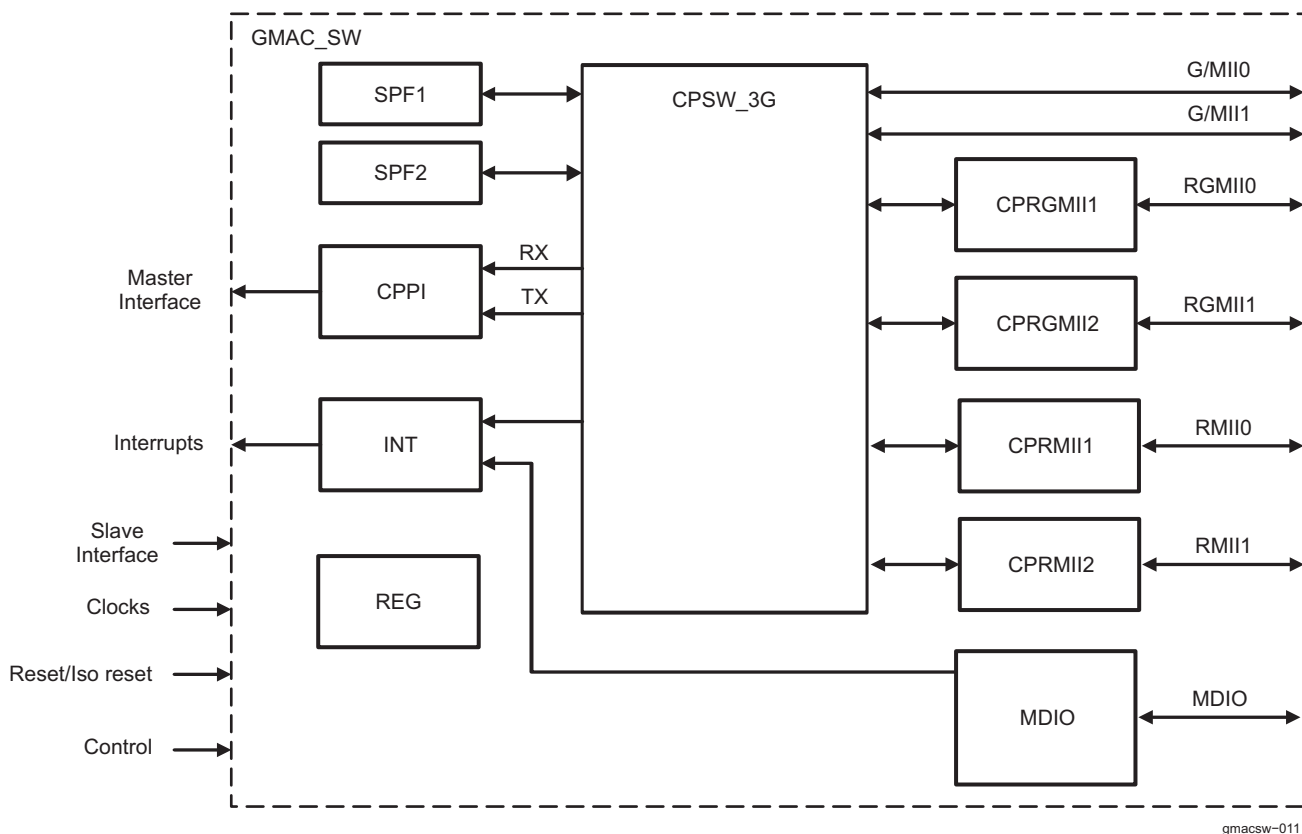 GMAC_SW
SPF1
CPSW_3G
G/MII0
G/MII1
SPF2
CPRGMII1
RGMII0
Master
Interface
CPPI
RX
TX
CPRGMII2
RGMII1
Interrupts
INT
CPRMII1
RMII0
Slave
Interface
CPRMII2
RMII1
Clocks
REG
Reset/Iso reset
MDIO
MDIO
Control
gmacsw−011